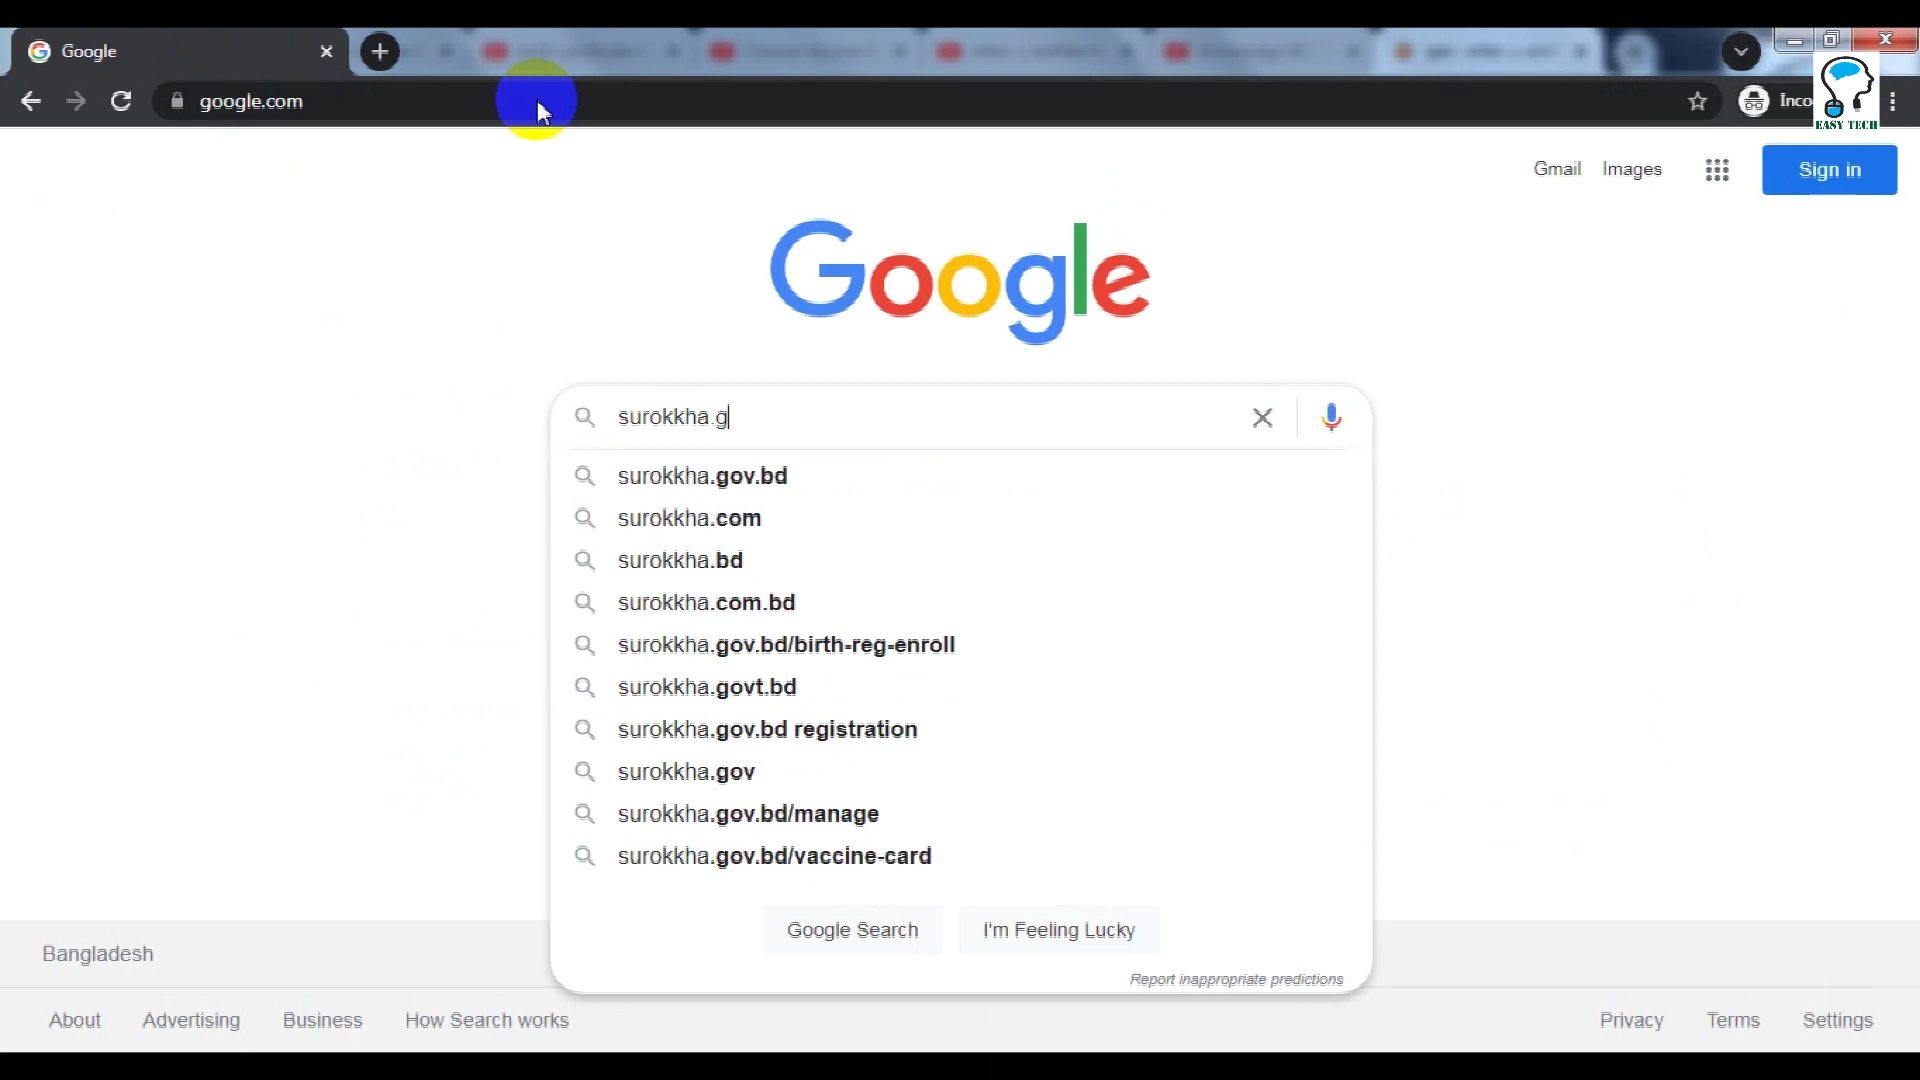 Google
google.com
Inco
EASY TECH
Gmail Images
Sign in
Google
surokkha.g
surokkha.gov.bd
surokkha.com
surokkha.bd
surokkha.com.bd
surokkha.gov.bd/birth-reg-enroll
surokkha.govt.bd
surokkha.gov.bd registration
surokkha.gov
surokkha.gov.bd/manage
surokkha.gov.bd/vaccine-card
Google Search I'm Feeling Lucky
Report inappropriate predictions
Bangladesh
About Advertising Business How Search works Privacy Terms Settings